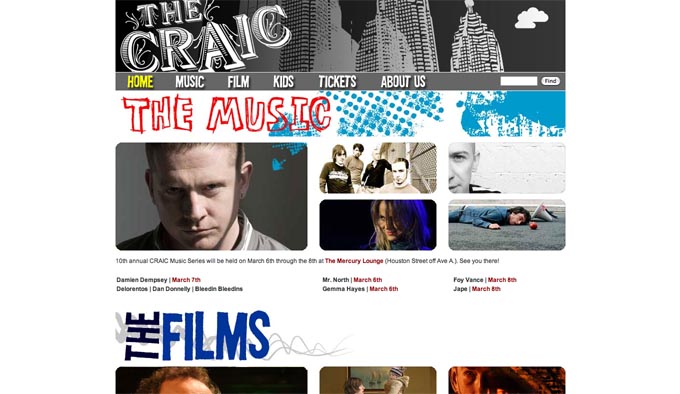 THE
CRAIC
HOME MUSIC FILM KIDS TICKETS ABOUT US Find
THE MUSIC
10th annual CRAIC Music Series will be held on March 6th through the 8th at The Mercury Lounge (Houston Street off Ave A.). See you there!
Damien Dempsey | March 7th
Delorentos | Dan Donnelly | Bleedin Bleedins
Mr. North | March 6th
Gemma Hayes | March 6th
Foy Vance | March 8th
Jape | March 8th
THE FILMS